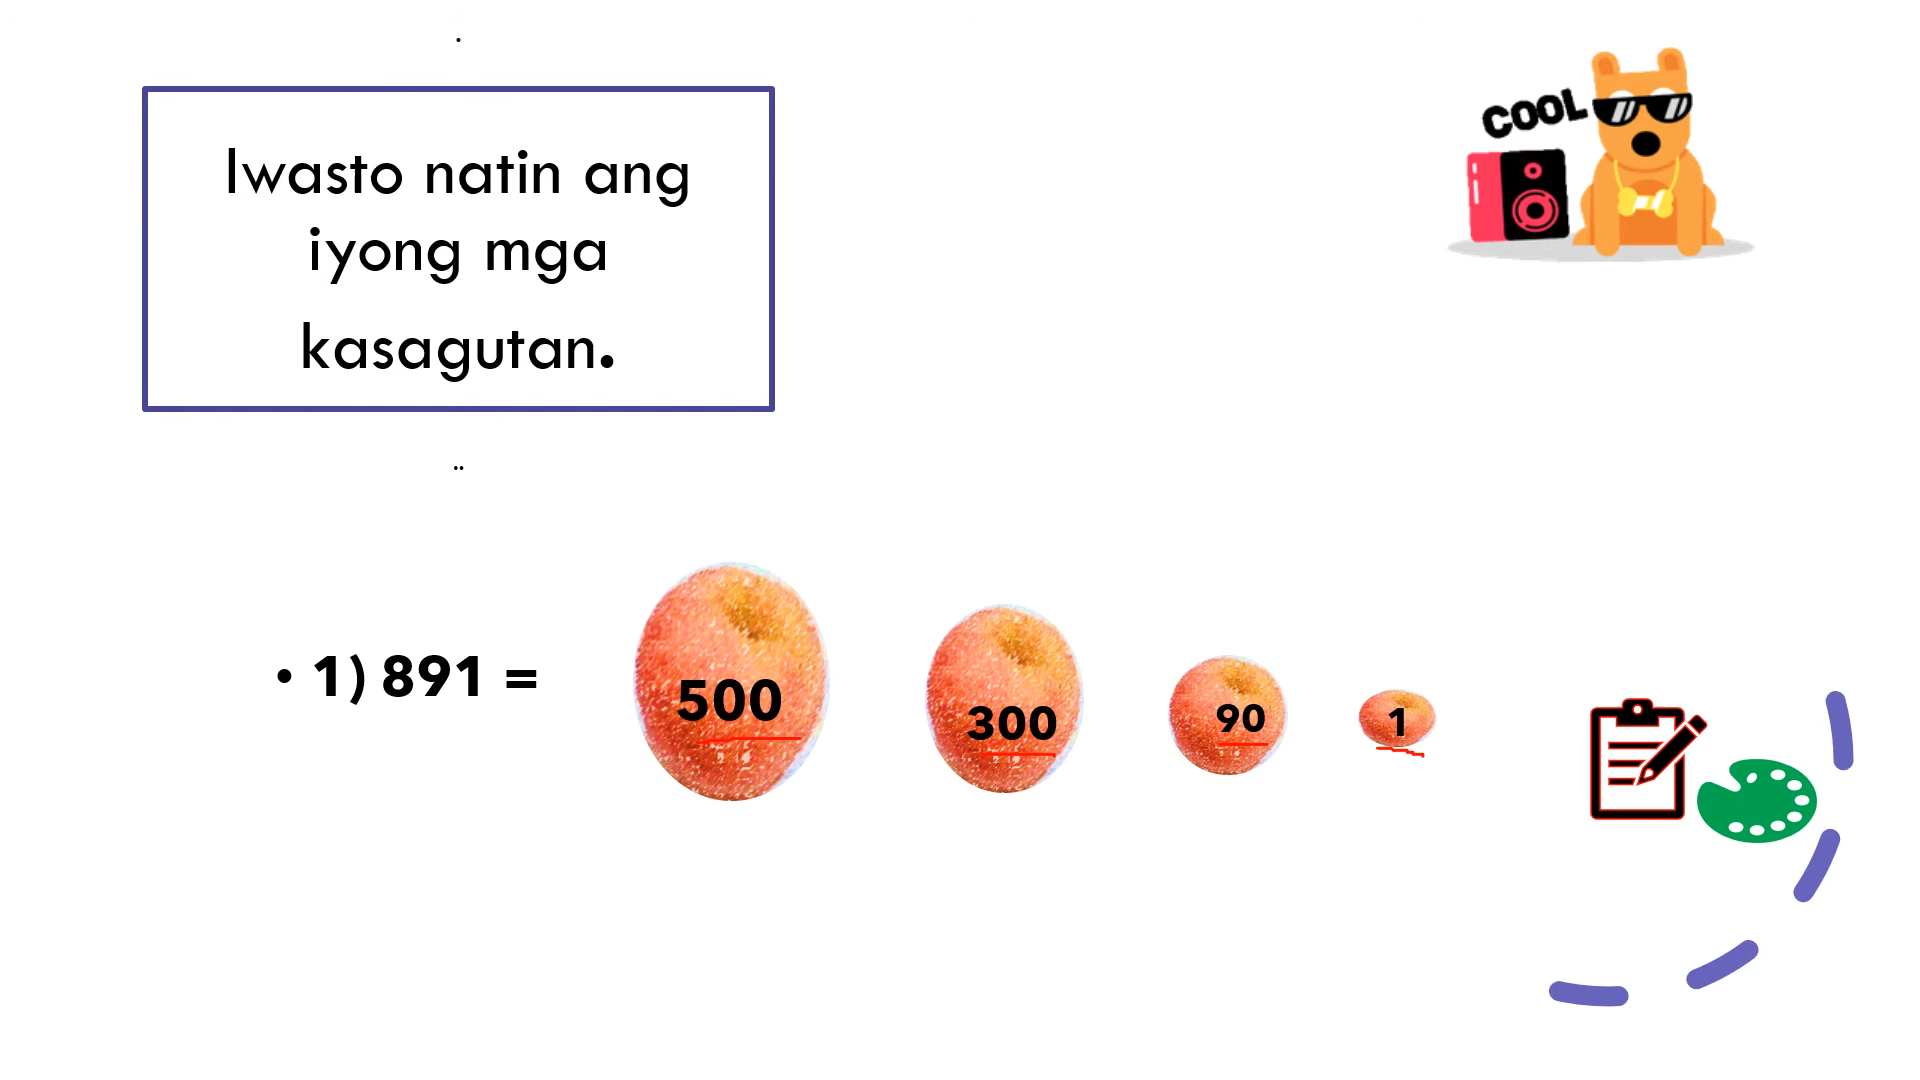 .
Iwasto natin ang
iyong mga
kasagutan.
..
COOL
• 1) 891 =
500
300
90
1